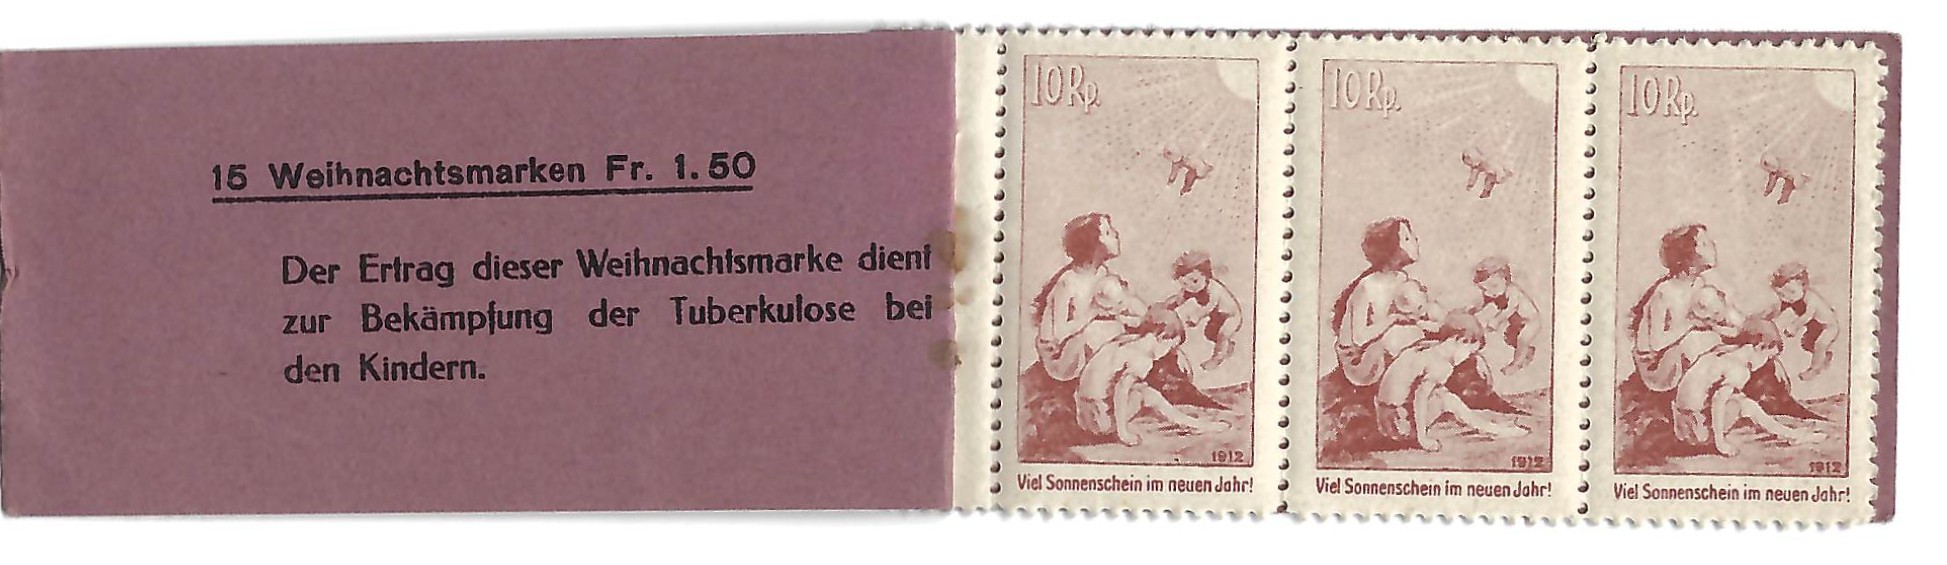 15 Weihnachtsmarken Fr. 1.50
Der Ertrag dieser Weihnachtsmarke dient
zur Bekämpfung der Tuberkulose bei
den Kindern.
10 Rp.
1912
Viel Sonnenschein im neuen Jahr!
10 Rp.
1912
Viel Sonnenschein im neuen Jahr!
10 Rp.
1912
Viel Sonnenschein im neuen Jahr!